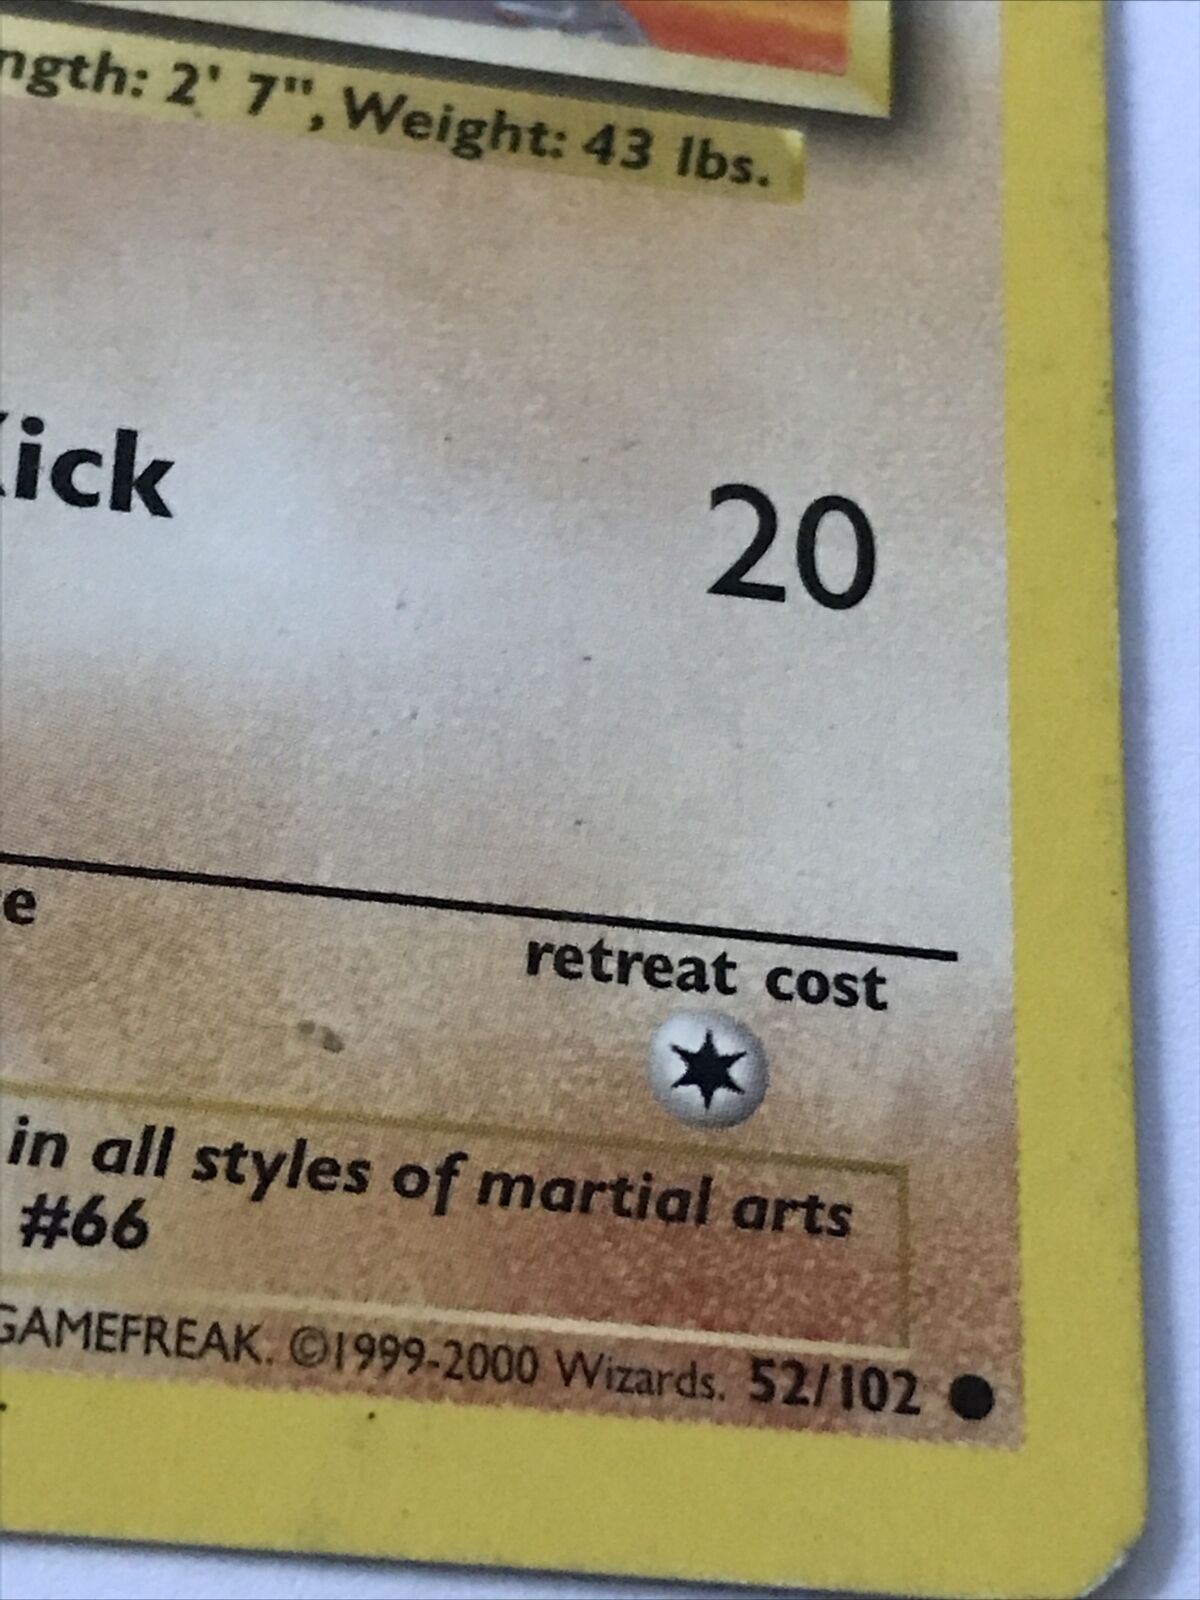 ngth: 2' 7", Weight: 43 lbs.
Kick 20
e
retreat cost
in all styles of martial arts
#66
GAMEFREAK. ©1999-2000 Wizards. 52/102